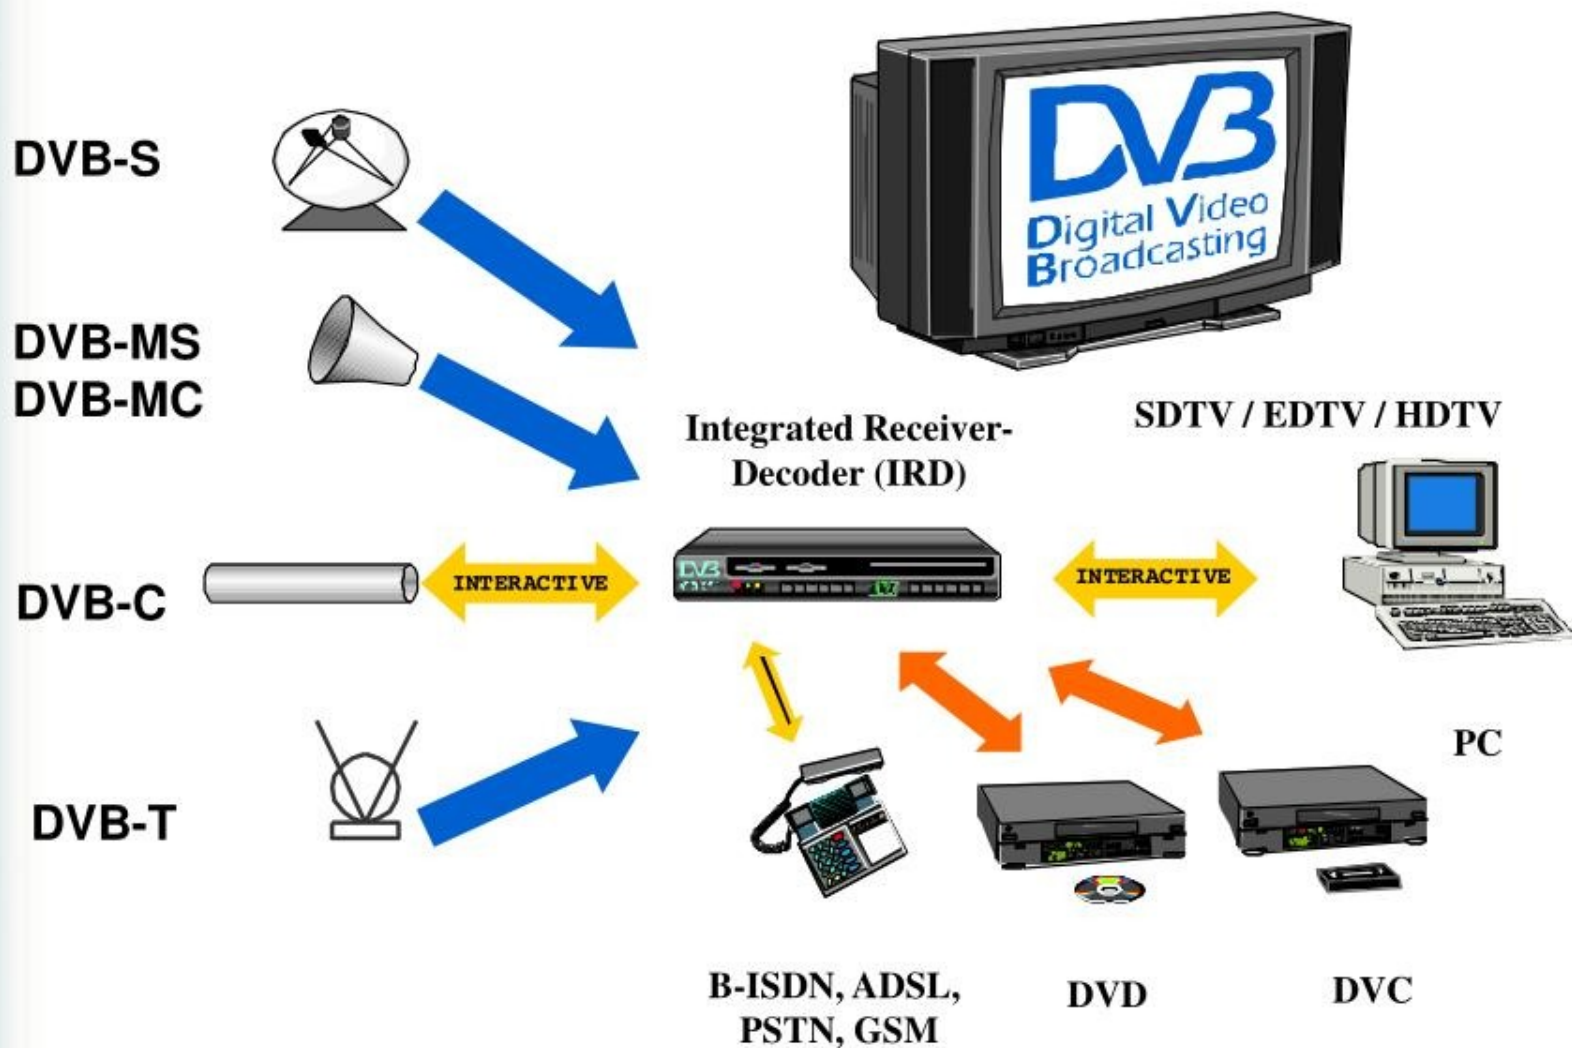 DVB-S
DVB
Digital Video
Broadcasting
DVB-MS
DVB-MC
Integrated Receiver-
Decoder (IRD)
SDTV / EDTV / HDTV
DVB-C
INTERACTIVE
DVB
INTERACTIVE
PC
DVB-T
B-ISDN, ADSL,
PSTN, GSM
DVD
DVC